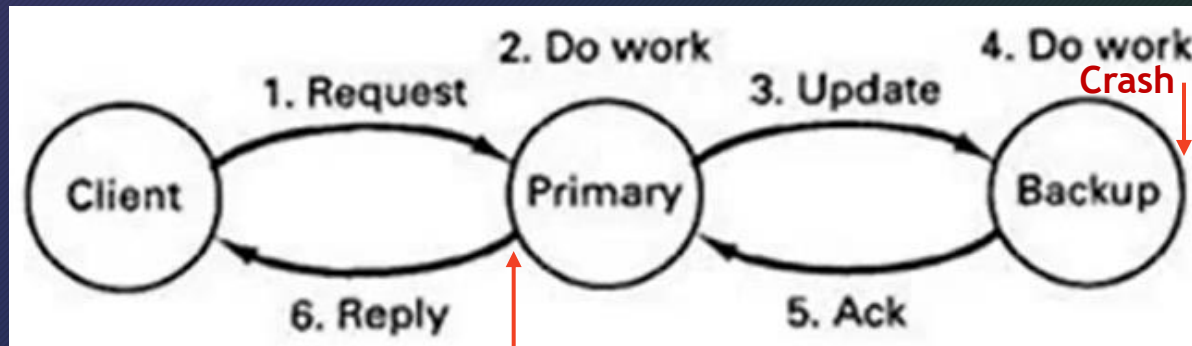 2. Do work
4. Do work
1. Request
3. Update
Crash
Client
Primary
Backup
6. Reply
5. Ack